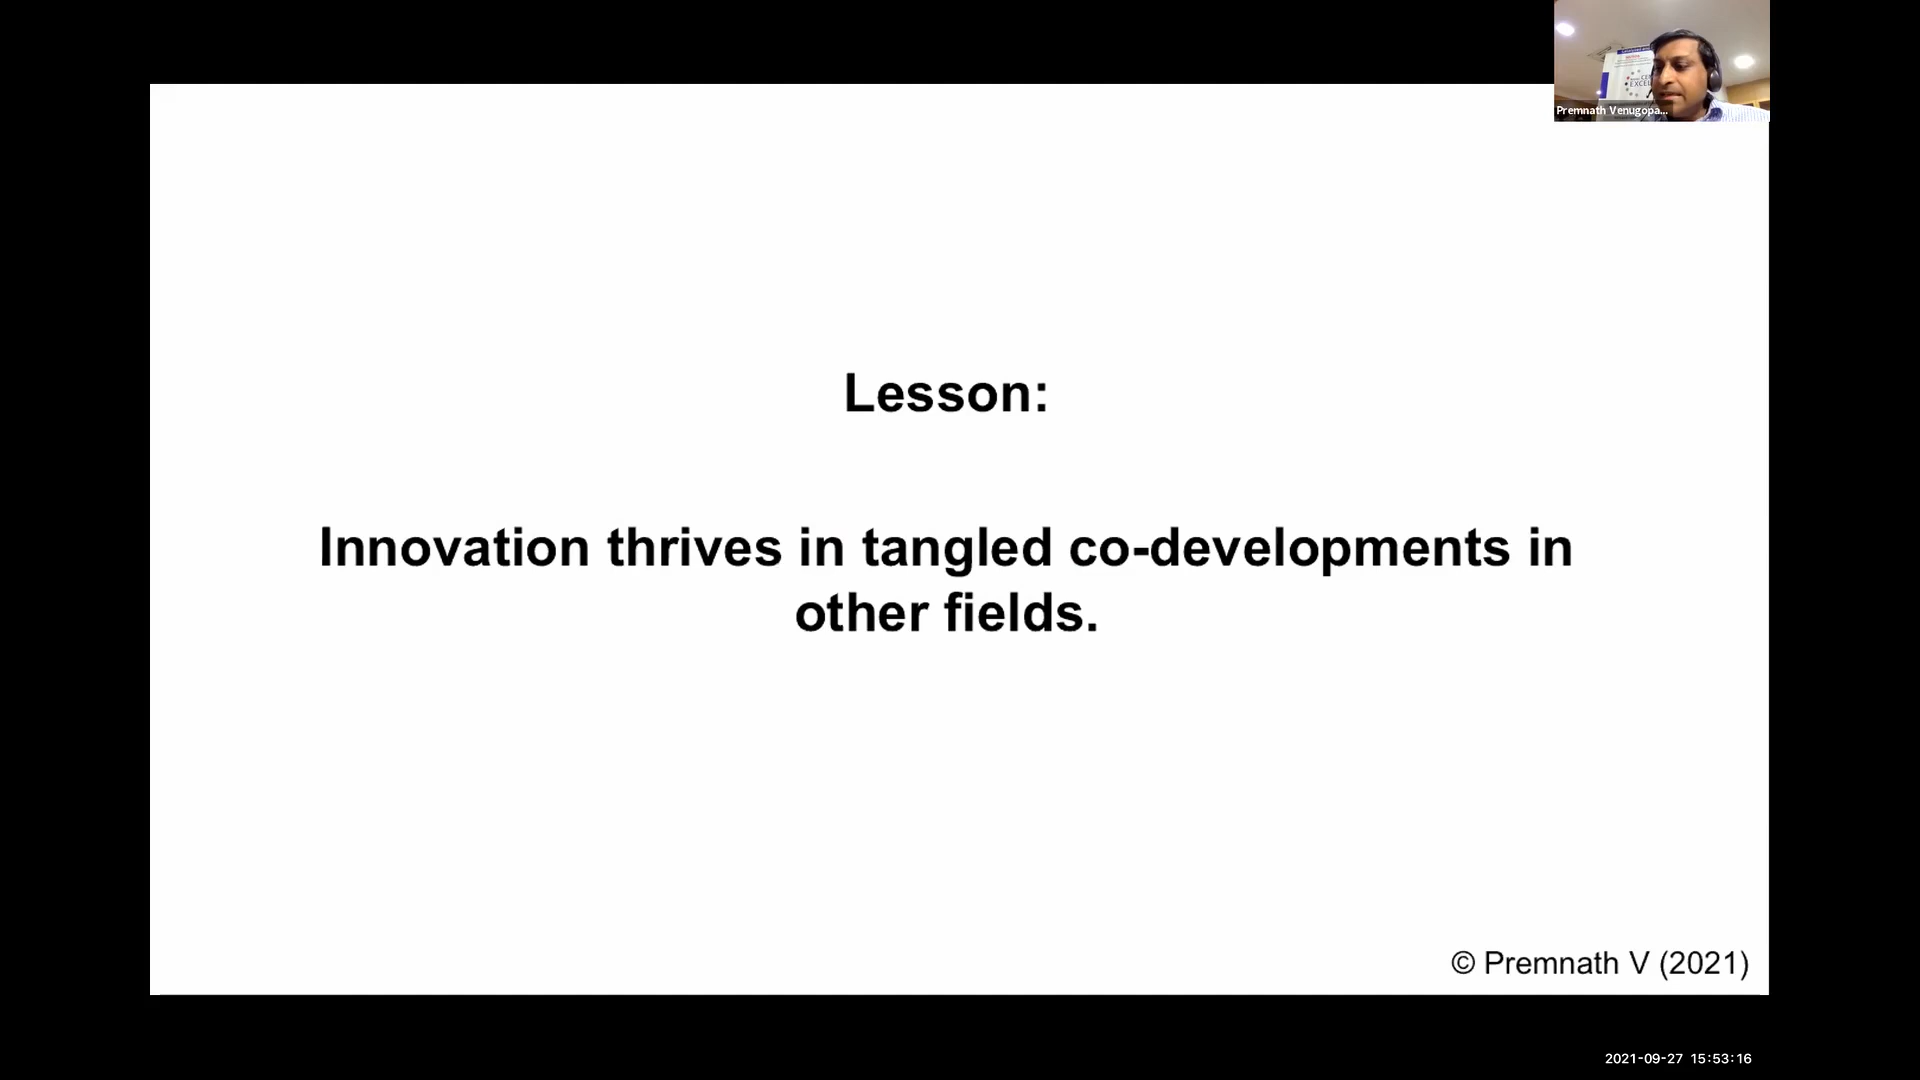 Premnath Venugopa...
Lesson:
Innovation thrives in tangled co-developments in
other fields.
© Premnath V (2021)
2021-09-27 15:53:16